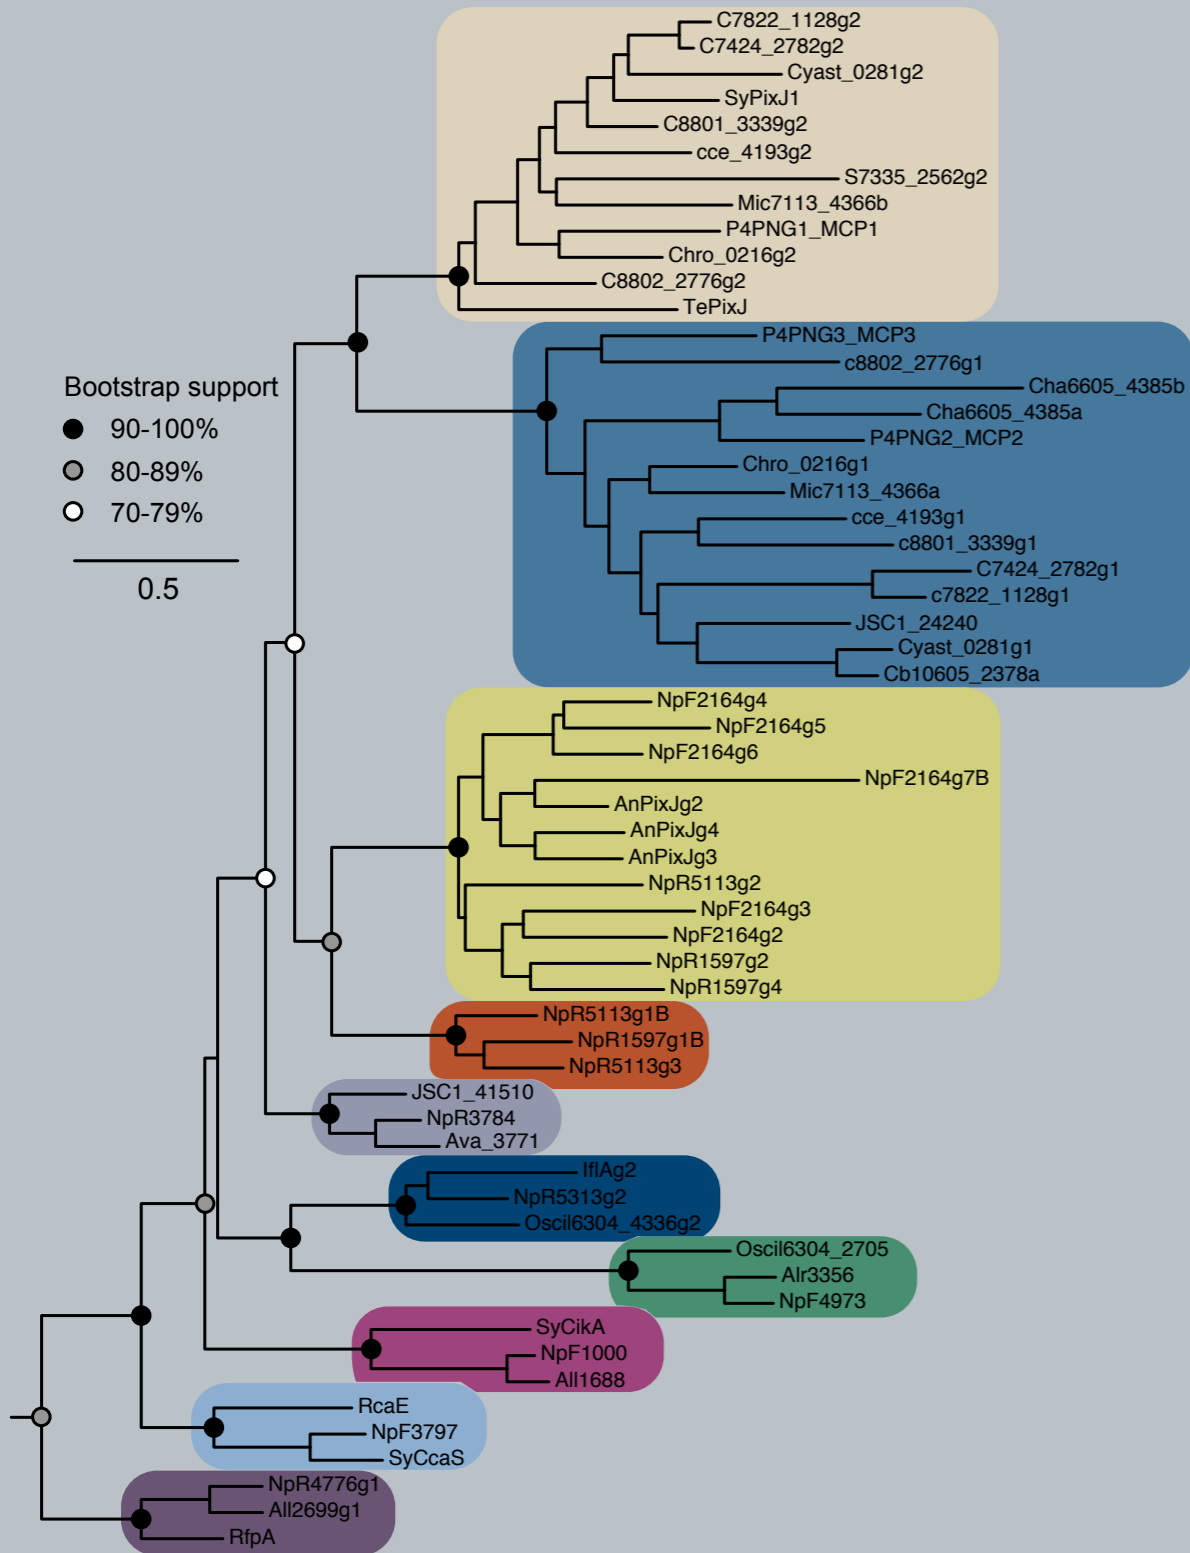 C7822_1128g2
C7424_2782g2
Cyast_0281g2
SyPixJ1
C8801_3339g2
cce_4193g2
S7335_2562g2
Mic7113_4366b
P4PNG1_MCP1
Chro_0216g2
C8802_2776g2
TePixJ
P4PNG3_MCP3
c8802_2776g1
Cha6605_4385b
Cha6605_4385a
P4PNG2_MCP2
Chro_0216g1
Mic7113_4366a
cce_4193g1
c8801_3339g1
C7424_2782g1
c7822_1128g1
JSC1_24240
Cyast_0281g1
Cb10605_2378a
Bootstrap support
90-100%
80-89%
70-79%
0.5
NpF2164g4
NpF2164g5
NpF2164g6
NpF2164g7B
AnPixJg2
AnPixJg4
AnPixJg3
NpR5113g2
NpF2164g3
NpF2164g2
NpR1597g2
NpR1597g4
NpR5113g1B
NpR1597g1B
NpR5113g3
JSC1_41510
NpR3784
Ava_3771
IflAg2
NpR5313g2
Oscil6304_4336g2
Oscil6304_2705
Alr3356
NpF4973
SyCikA
NpF1000
All1688
RcaE
NpF3797
SyCcaS
NpR4776g1
All2699g1
RfpA